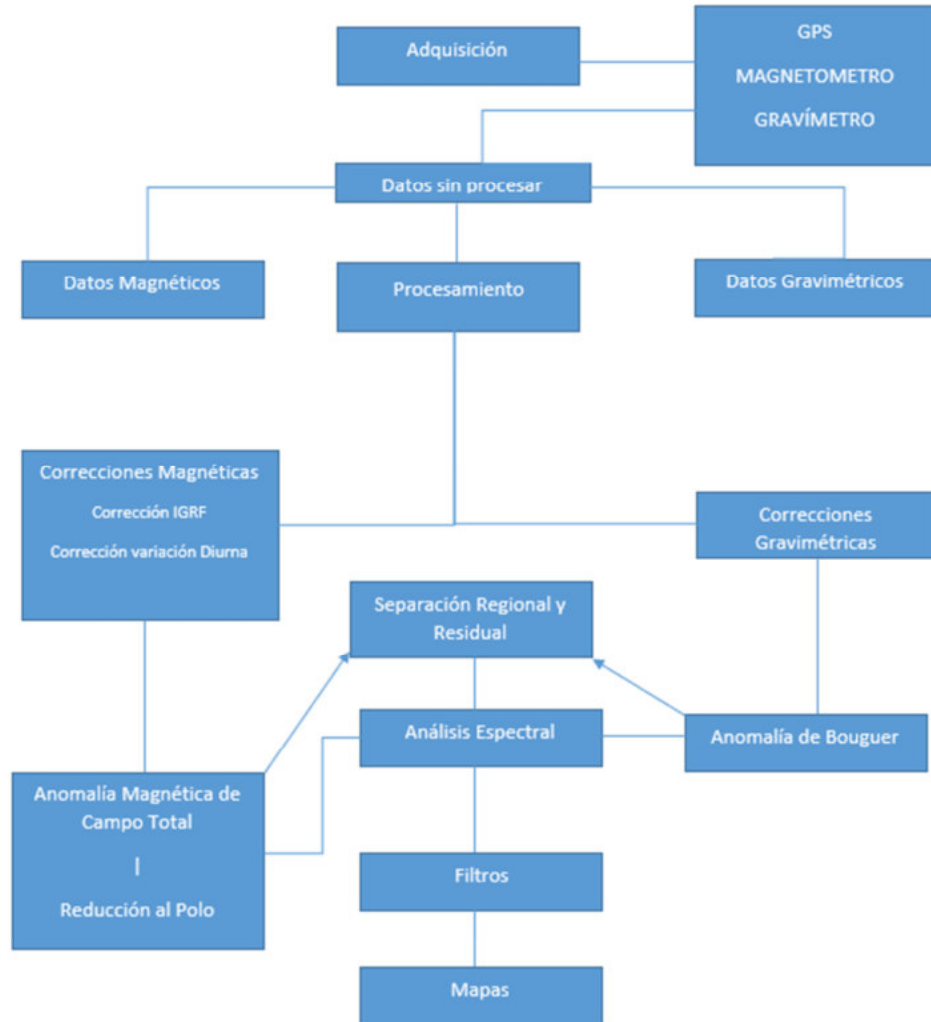 Adquisición
GPS
MAGNETOMETRO
GRAVÍMETRO
Datos sin procesar
Datos Magnéticos
Procesamiento
Datos Gravimétricos
Correcciones Magnéticas
Corrección IGRF
Corrección variación Diurna
Correcciones
Gravimétricas
Separación Regional y
Residual
Análisis Espectral
Anomalía de Bouguer
Anomalía Magnética de
Campo Total
|
Reducción al Polo
Filtros
Mapas